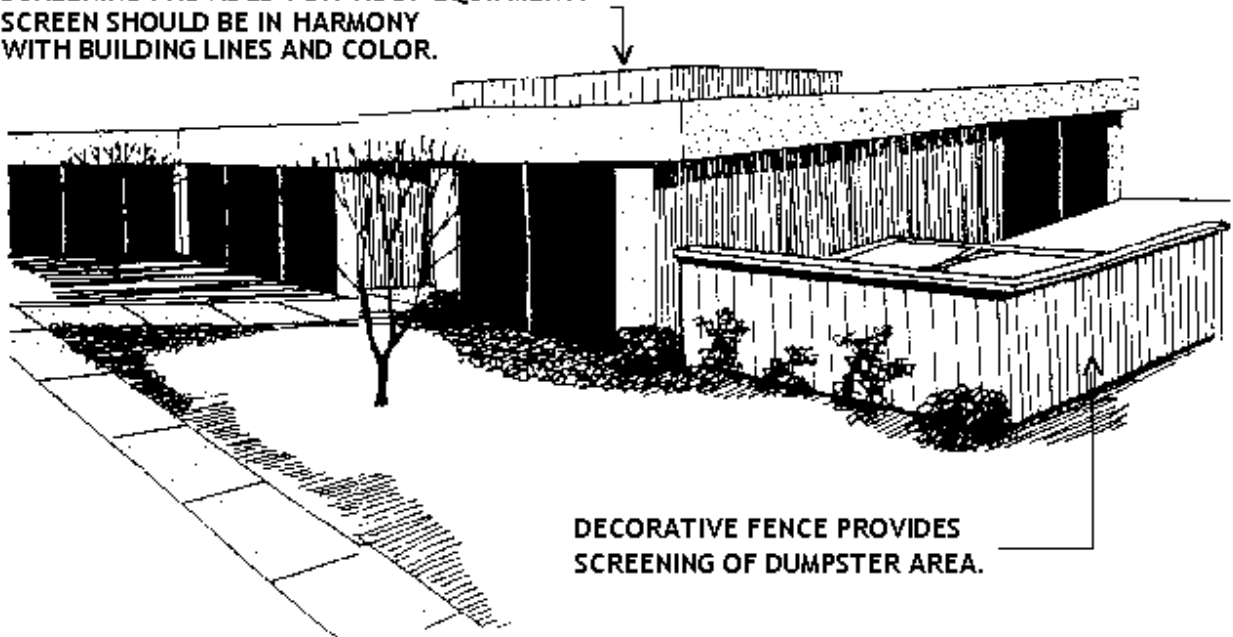 SCREEN SHOULD BE IN HARMONY
WITH BUILDING LINES AND COLOR.
DECORATIVE FENCE PROVIDES
SCREENING OF DUMPSTER AREA.